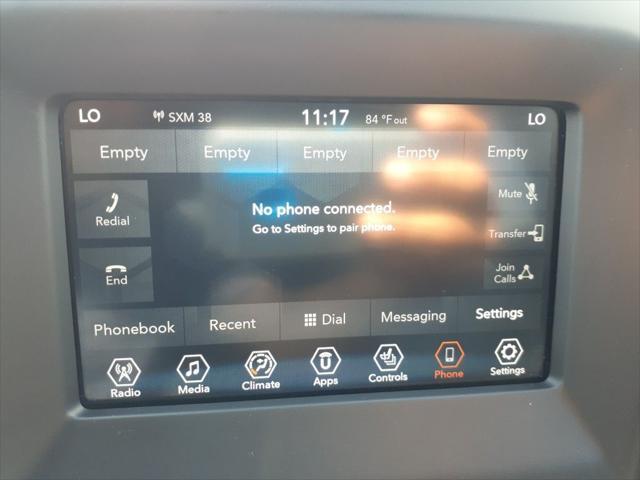 LO SXM 38 11:17 84 °F out LO
Empty Empty Empty Empty Empty
Redial
No phone connected.
Go to Settings to pair phone.
Mute
Transfer
End
Join
Calls
Phonebook Recent Dial Messaging Settings
Radio Media Climate Apps Controls Phone Settings